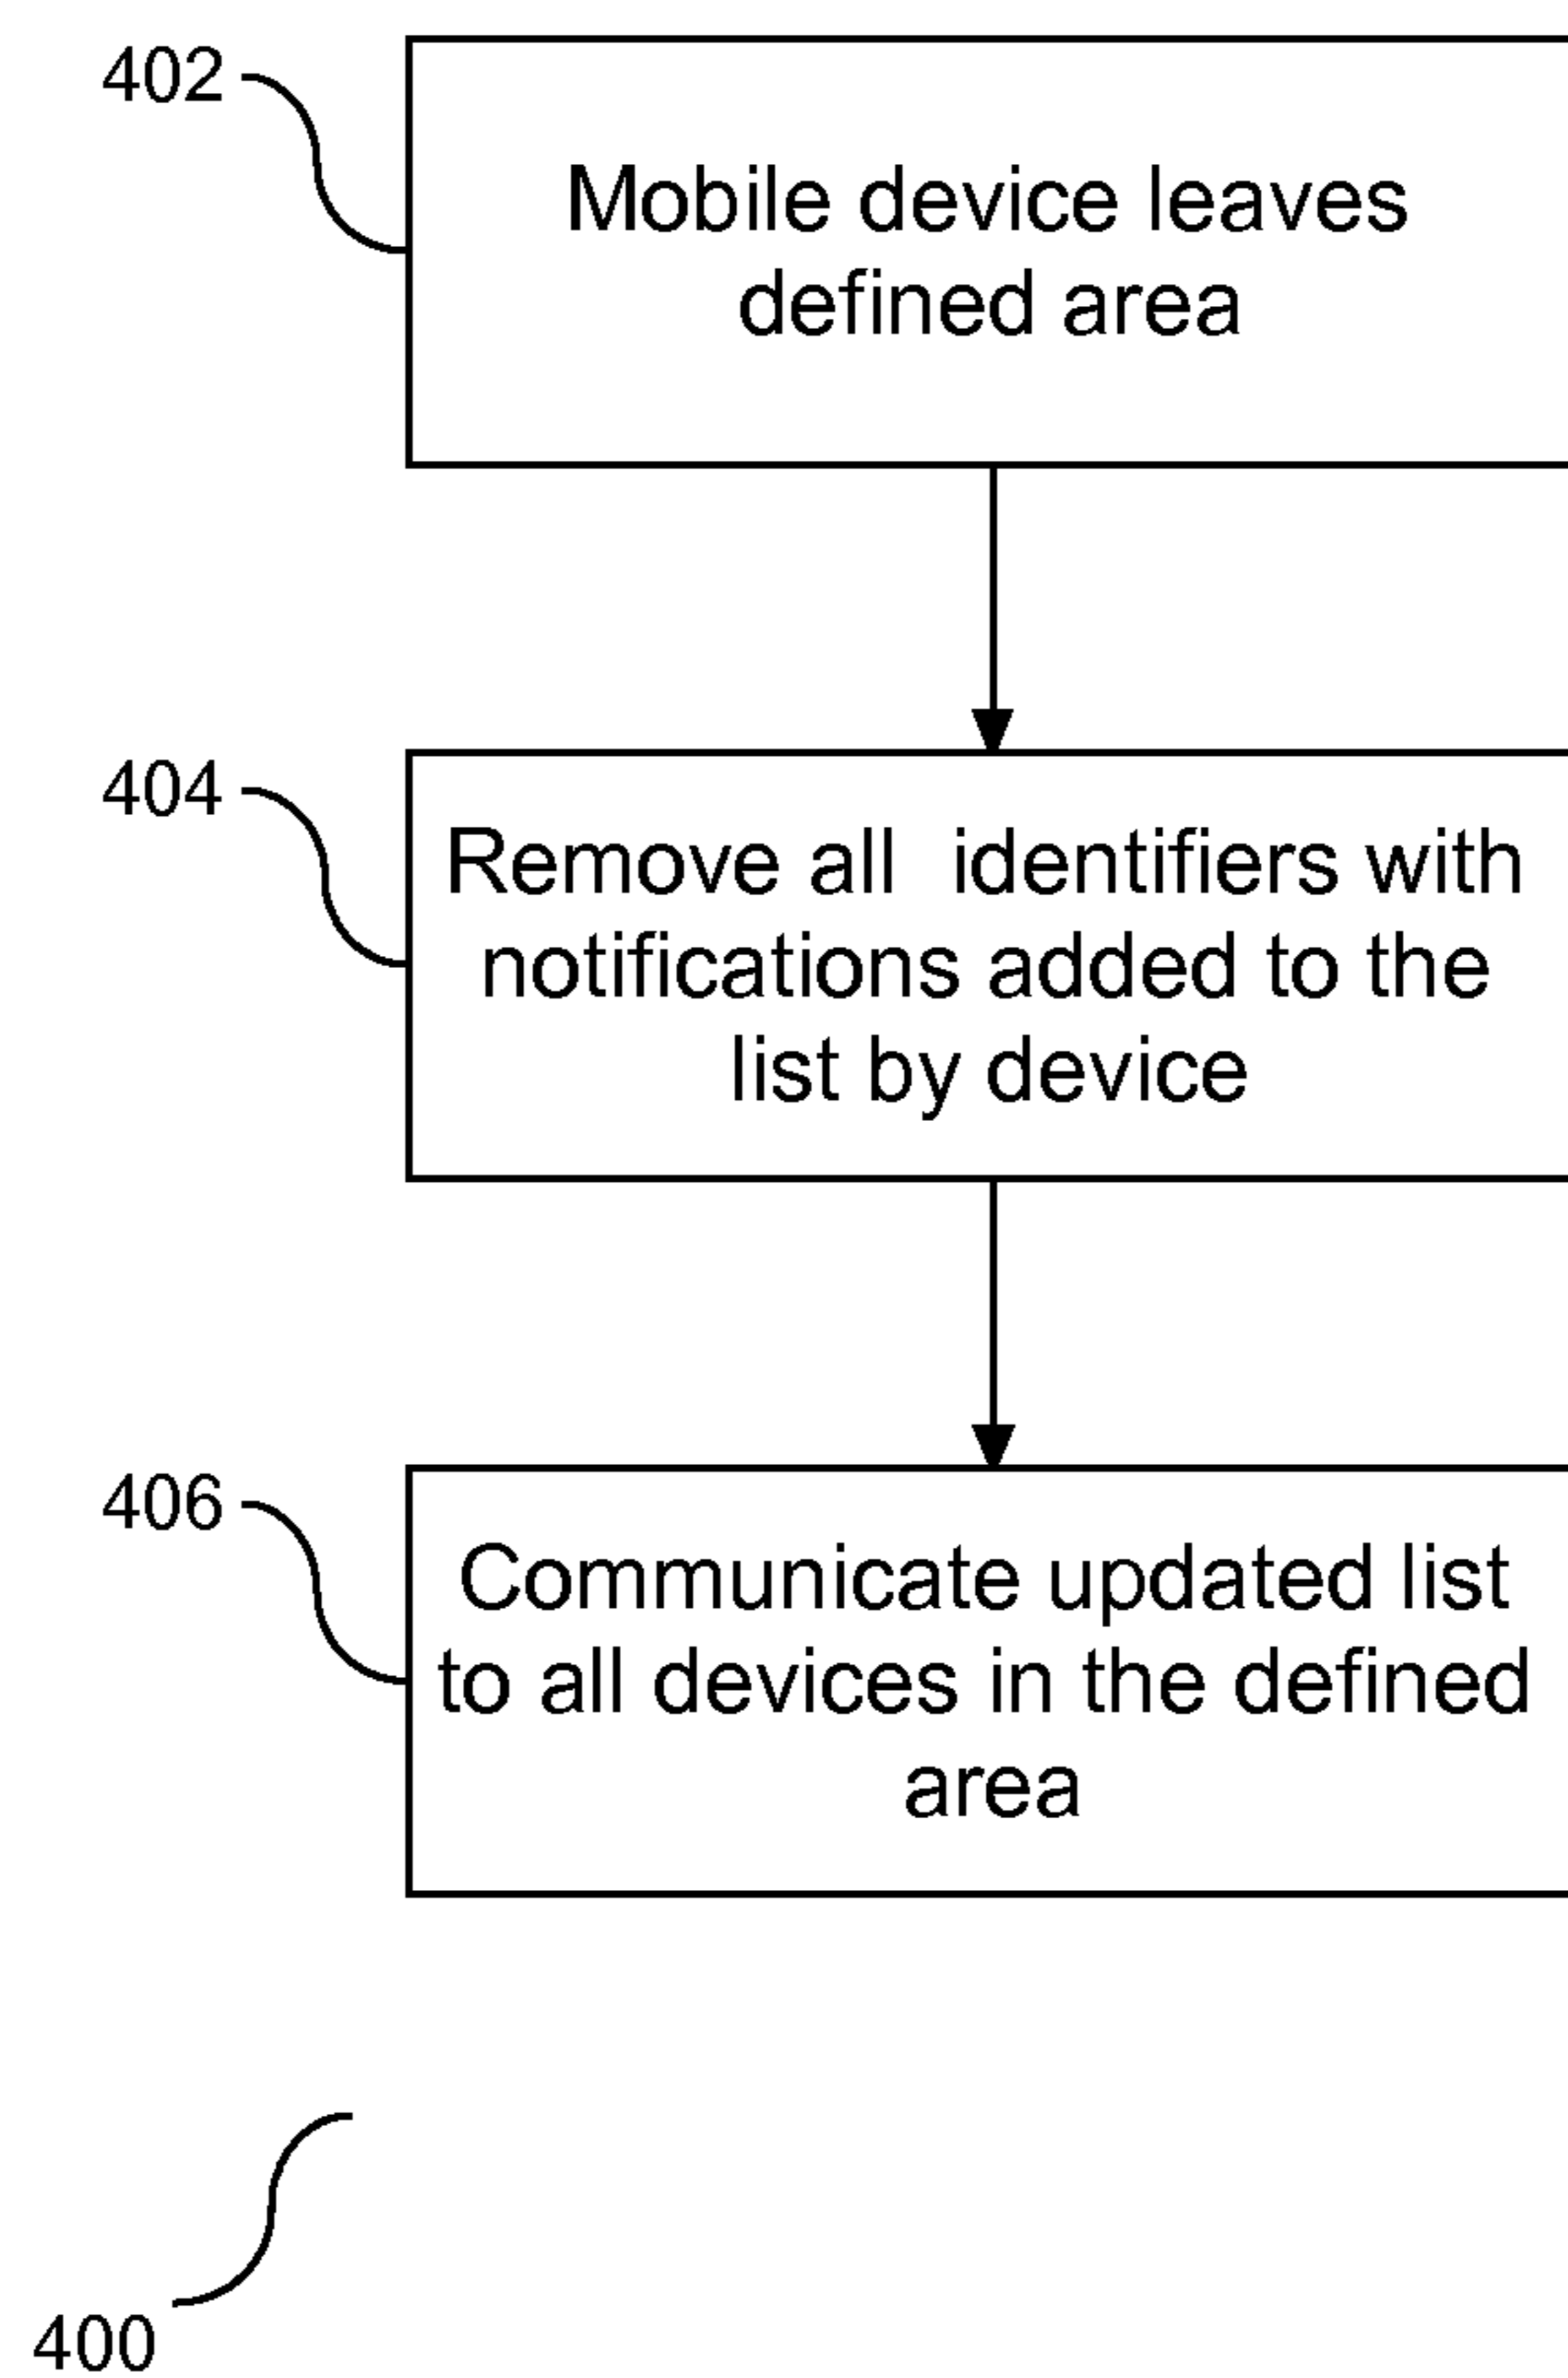 402
Mobile device leaves
defined area
404
Remove all identifiers with
notifications added to the
list by device
406
Communicate updated list
to all devices in the defined
area
400